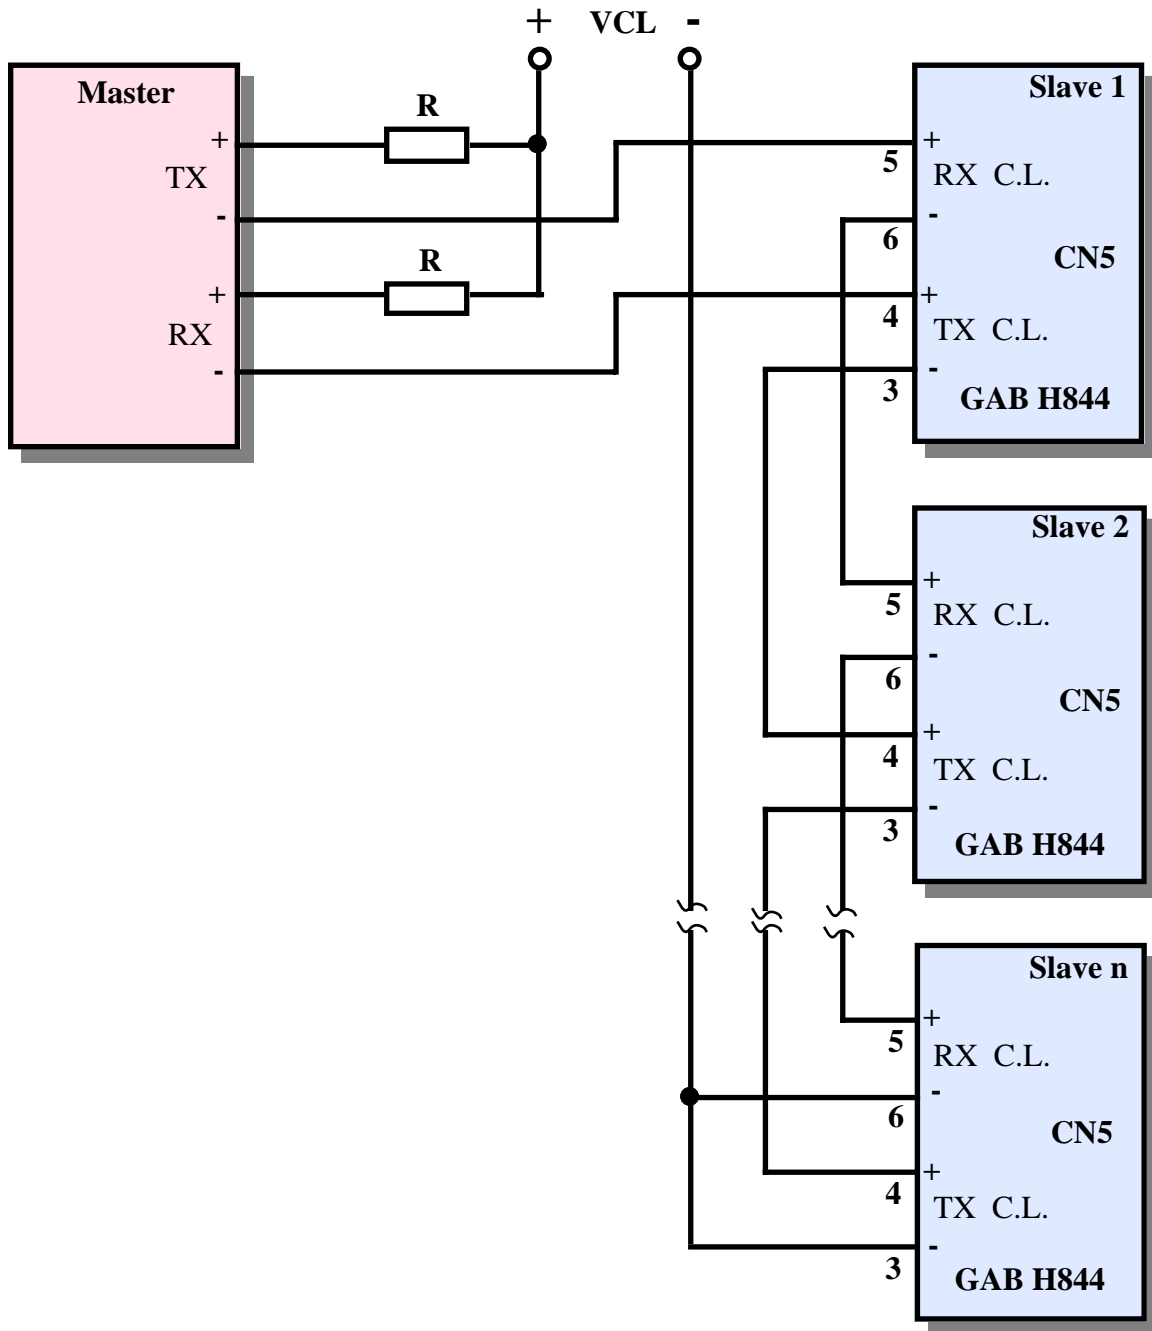 + VCL -
Master
R
+
TX
-
R
+
RX
-
Slave 1
+
5
RX C.L.
-
6
CN5
+
4
TX C.L.
-
3
GAB H844
Slave 2
+
5
RX C.L.
-
6
CN5
+
4
TX C.L.
-
3
GAB H844
Slave n
+
5
RX C.L.
-
6
CN5
+
4
TX C.L.
-
3
GAB H844